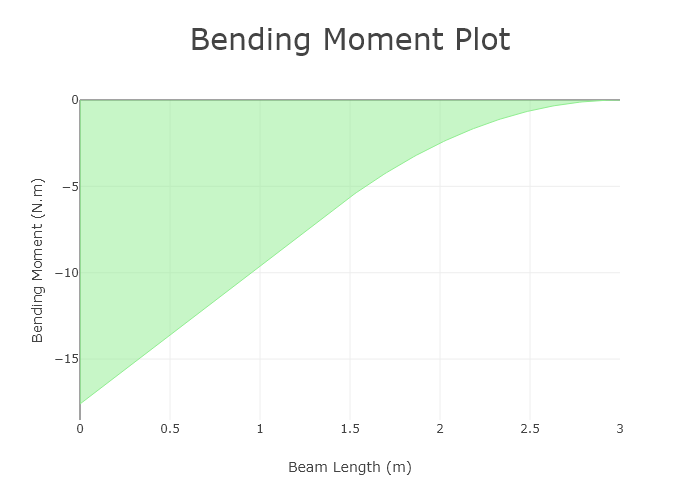 Bending Moment Plot
Bending Moment (N.m)
0
−5
−10
−15
0 0.5 1 1.5 2 2.5 3
Beam Length (m)